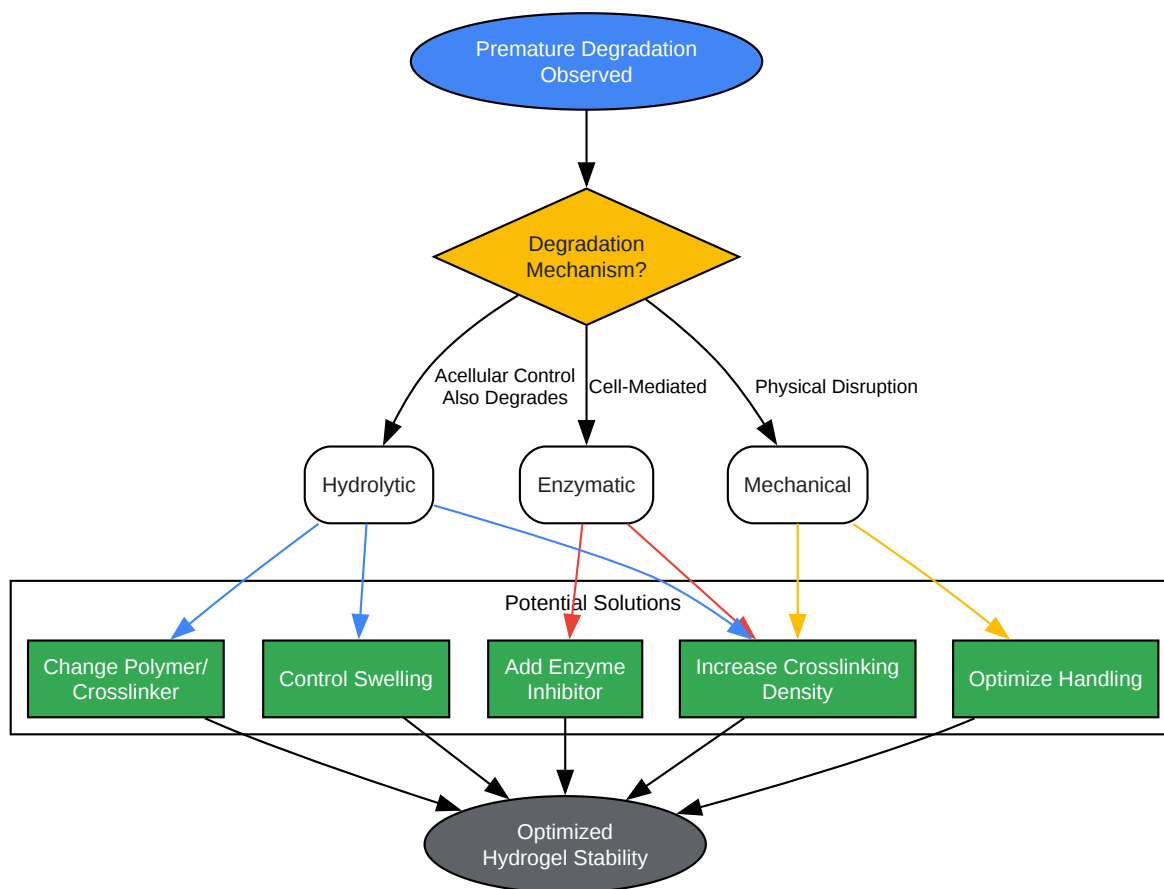 Premature Degradation
Observed
Degradation
Mechanism?
Acellular Control
Also Degrades
Cell-Mediated
Physical Disruption
Hydrolytic
Enzymatic
Mechanical
Potential Solutions
Change Polymer/
Crosslinker
Control Swelling
Add Enzyme
Inhibitor
Increase Crosslinking
Density
Optimize Handling
Optimized
Hydrogel Stability